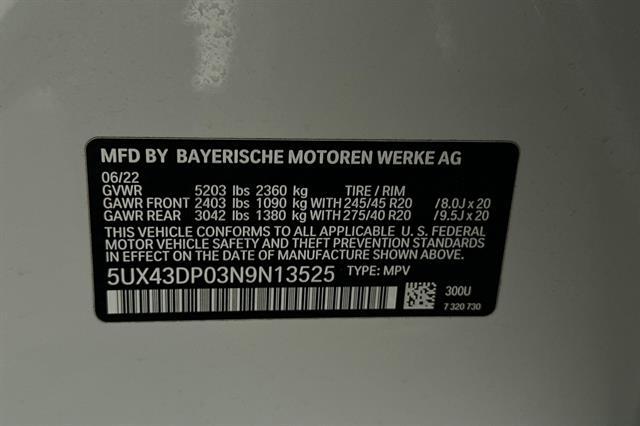 MFD BY BAYERISCHE MOTOREN WERKE AG
06/22
GVWR 5203 lbs 2360 kg TIRE / RIM
GAWR FRONT 2403 lbs 1090 kg WITH 245/45 R20 /8.0J x 20
GAWR REAR 3042 lbs 1380 kg WITH 275/40 R20 /9.5J x 20
THIS VEHICLE CONFORMS TO ALL APPLICABLE U. S. FEDERAL
MOTOR VEHICLE SAFETY AND THEFT PREVENTION STANDARDS
IN EFFECT ON THE DATE OF MANUFACTURE SHOWN ABOVE.
5UX43DP03N9N13525 TYPE: MPV
300U
7 320 730